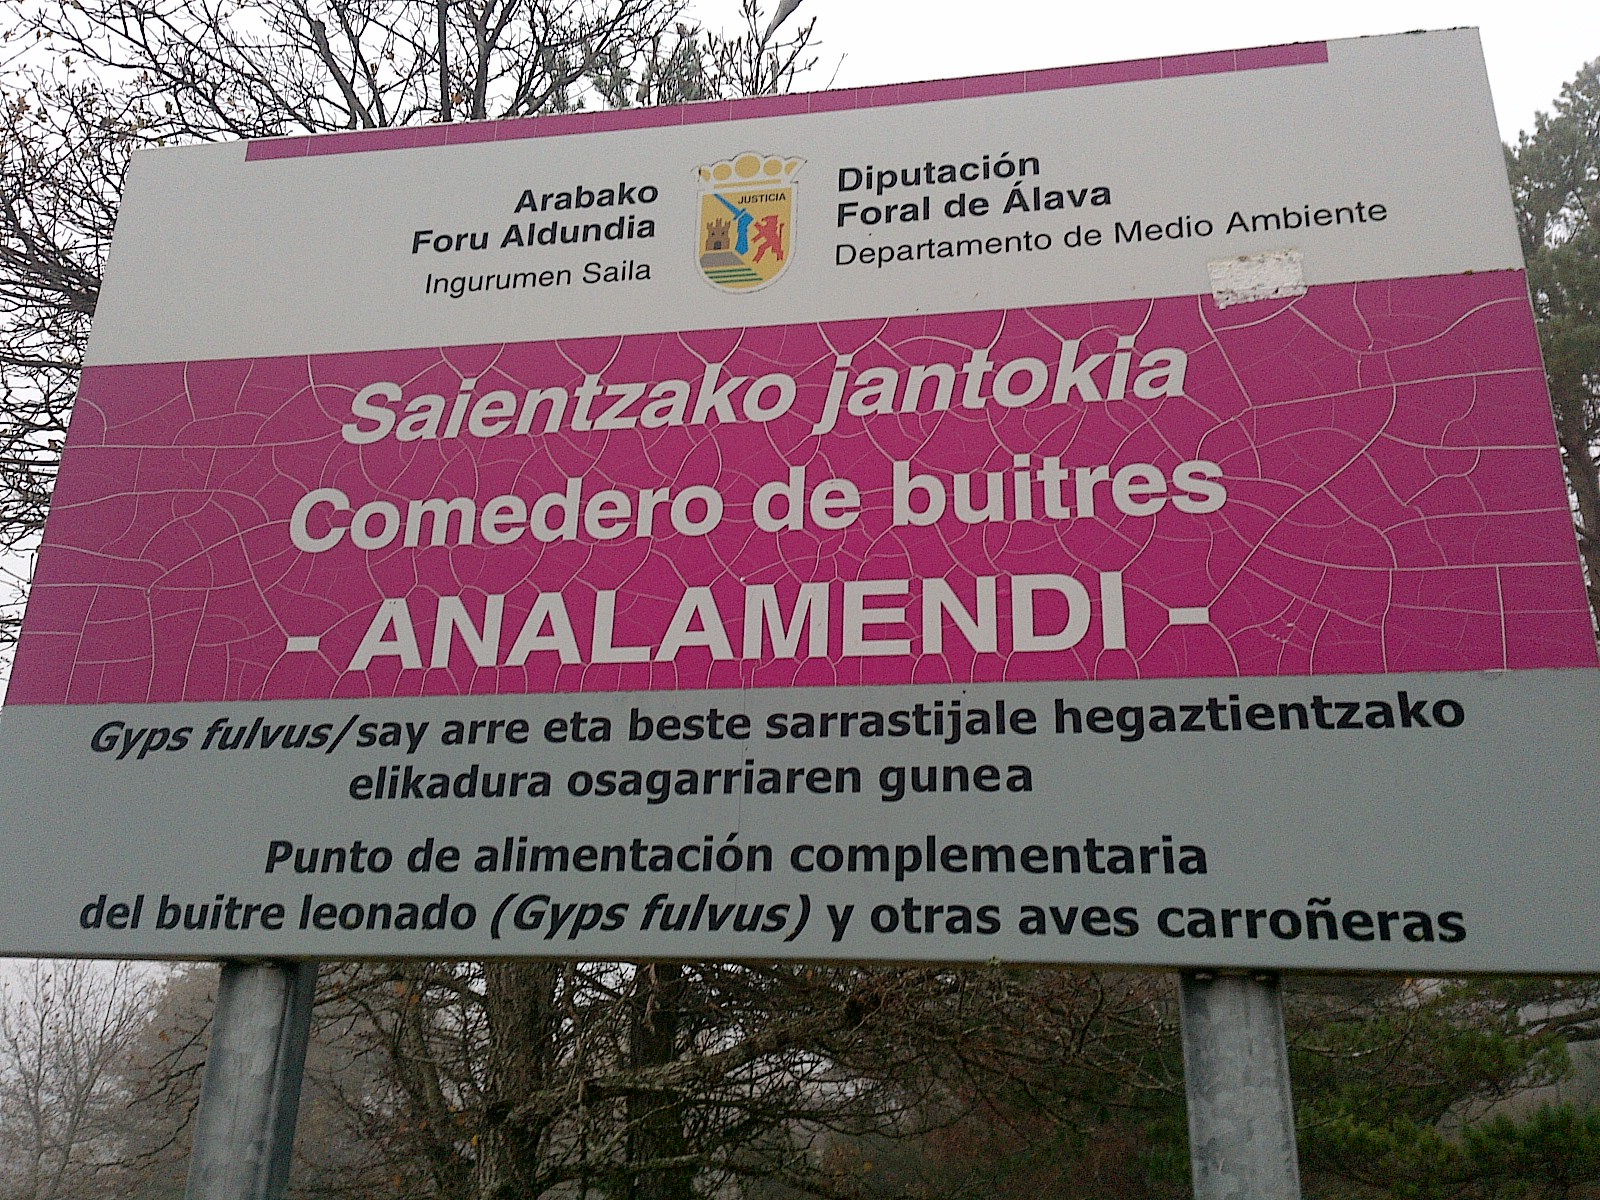 Arabako
Foru Aldundia
Ingurumen Saila
JUSTICIA
Diputación
Foral de Álava
Departamento de Medio Ambiente
Saientzako jantokia
Comedero de buitres
- ANALAMENDI -
Gyps fulvus/say arre eta beste sarrastijale hegaztientzako
elikadura osagarriaren gunea
Punto de alimentación complementaria
del buitre leonado (Gyps fulvus) y otras aves carroñeras